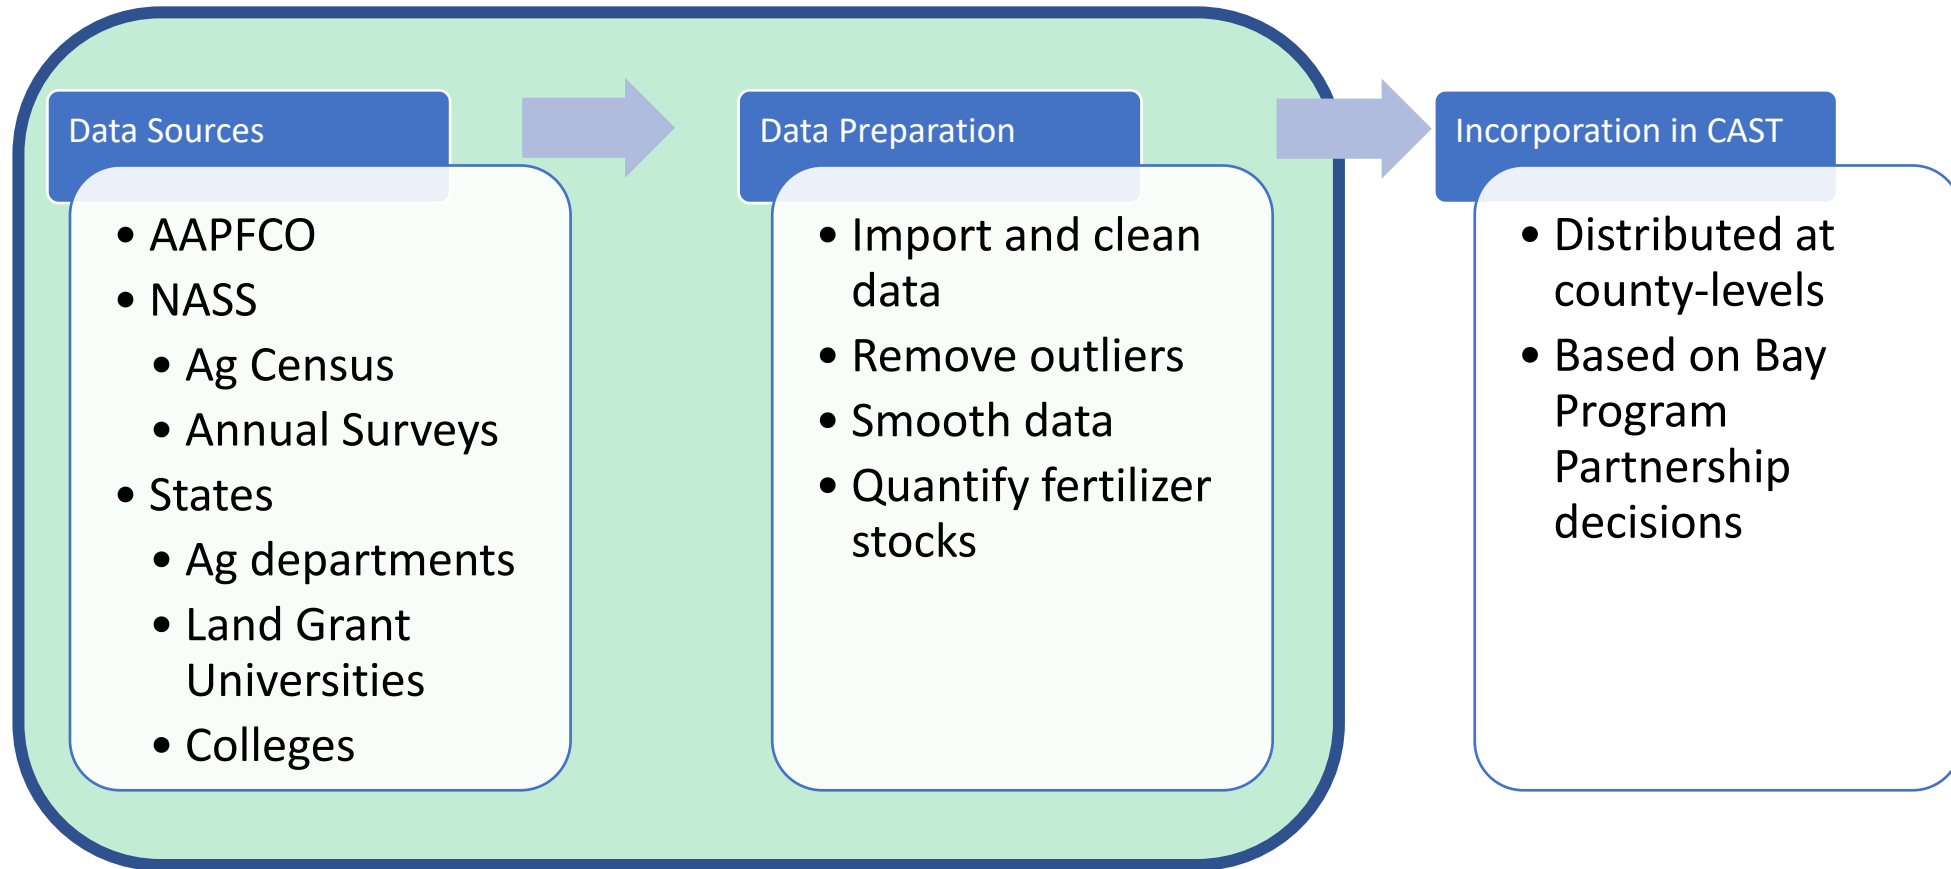 Data Sources
• AAPFCO
• NASS
• Ag Census
• Annual Surveys
• States
• Ag departments
• Land Grant
Universities
• Colleges
Data Preparation
• Import and clean
data
• Remove outliers
• Smooth data
• Quantify fertilizer
stocks
Incorporation in CAST
• Distributed at
county-levels
• Based on Bay
Program
Partnership
decisions